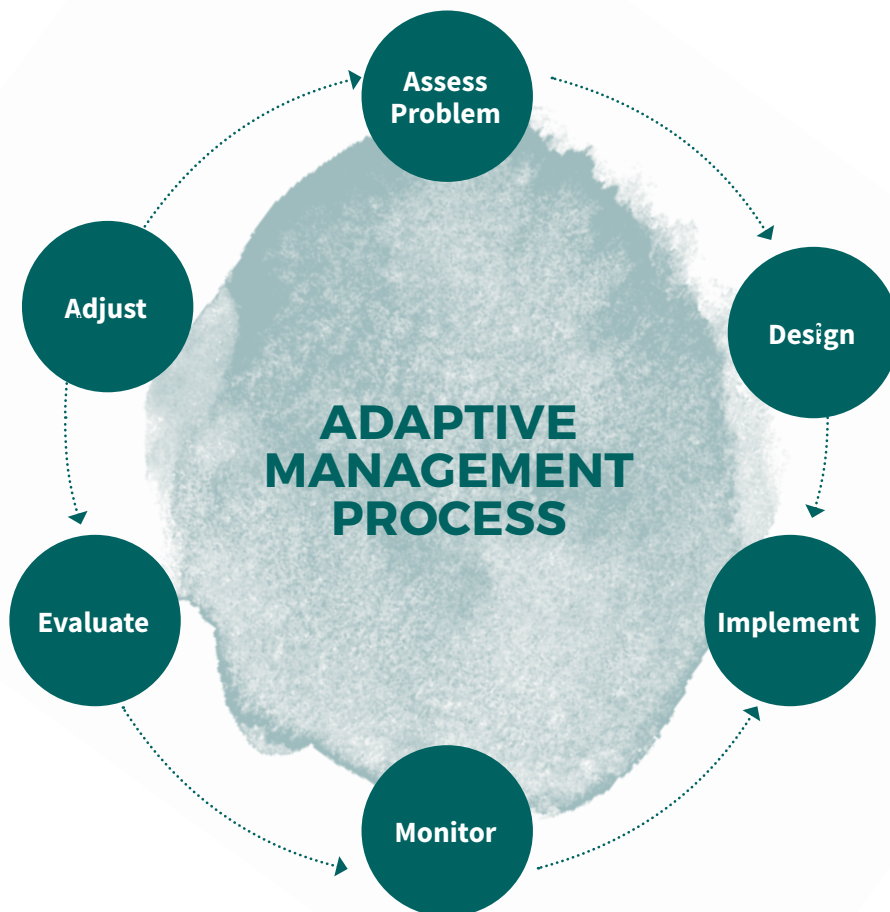 Assess
Problem
Adjust
Design
ADAPTIVE
MANAGEMENT
PROCESS
Evaluate
Implement
Monitor